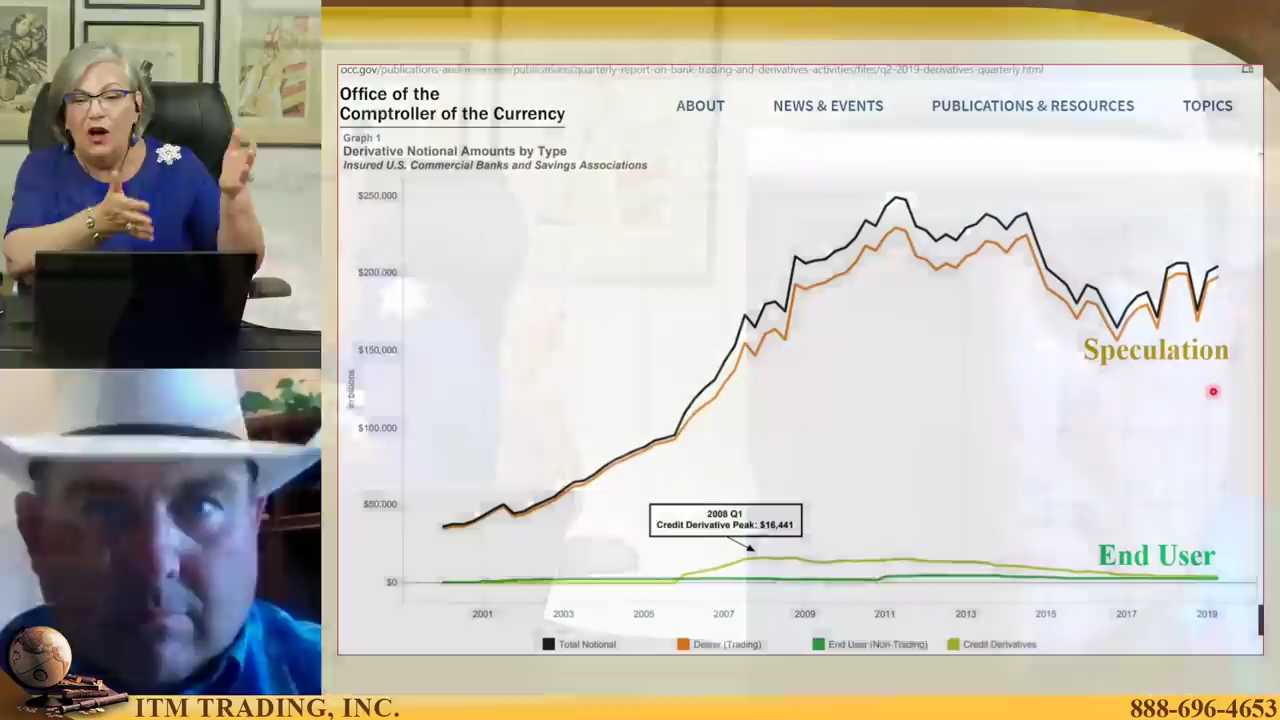 occ.gov/publications-and-resources/publications/quarterly-report-on-bank-trading-and-derivatives-activities/files/q2-2019-derivatives-quarterly.html
Office of the
Comptroller of the Currency
ABOUT
NEWS & EVENTS
PUBLICATIONS & RESOURCES
TOPICS
Graph 1
Derivative Notional Amounts by Type
Insured U.S. Commercial Banks and Savings Associations
$250,000
$200,000
$150,000
$100,000
$50,000
$0
in billions
Speculation
2008 Q1
Credit Derivative Peak: $16,441
End User
2001 2003 2005 2007 2009 2011 2013 2015 2017 2019
Total Notional
Dealer (Trading)
End User (Non-Trading)
Credit Derivatives
ITM TRADING, INC.
888-696-4653